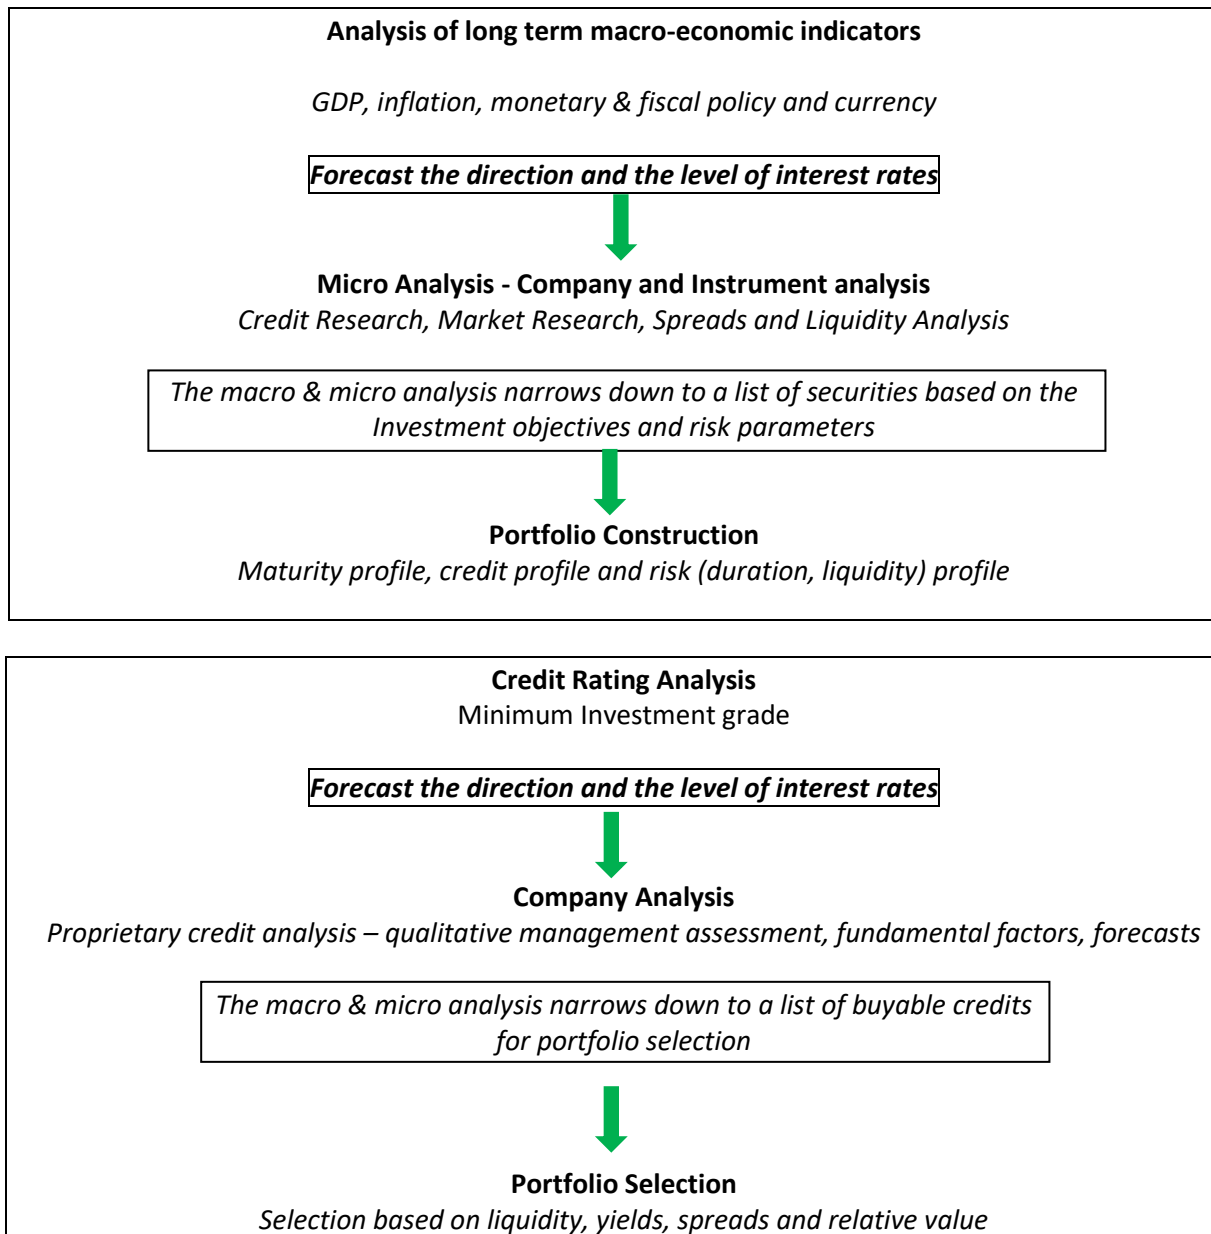 Analysis of long term macro-economic indicators
GDP, inflation, monetary & fiscal policy and currency
Forecast the direction and the level of interest rates
Micro Analysis - Company and Instrument analysis
Credit Research, Market Research, Spreads and Liquidity Analysis
The macro & micro analysis narrows down to a list of securities based on the
Investment objectives and risk parameters
Portfolio Construction
Maturity profile, credit profile and risk (duration, liquidity) profile
Credit Rating Analysis
Minimum Investment grade
Forecast the direction and the level of interest rates
Company Analysis
Proprietary credit analysis – qualitative management assessment, fundamental factors, forecasts
The macro & micro analysis narrows down to a list of buyable credits
for portfolio selection
Portfolio Selection
Selection based on liquidity, yields, spreads and relative value